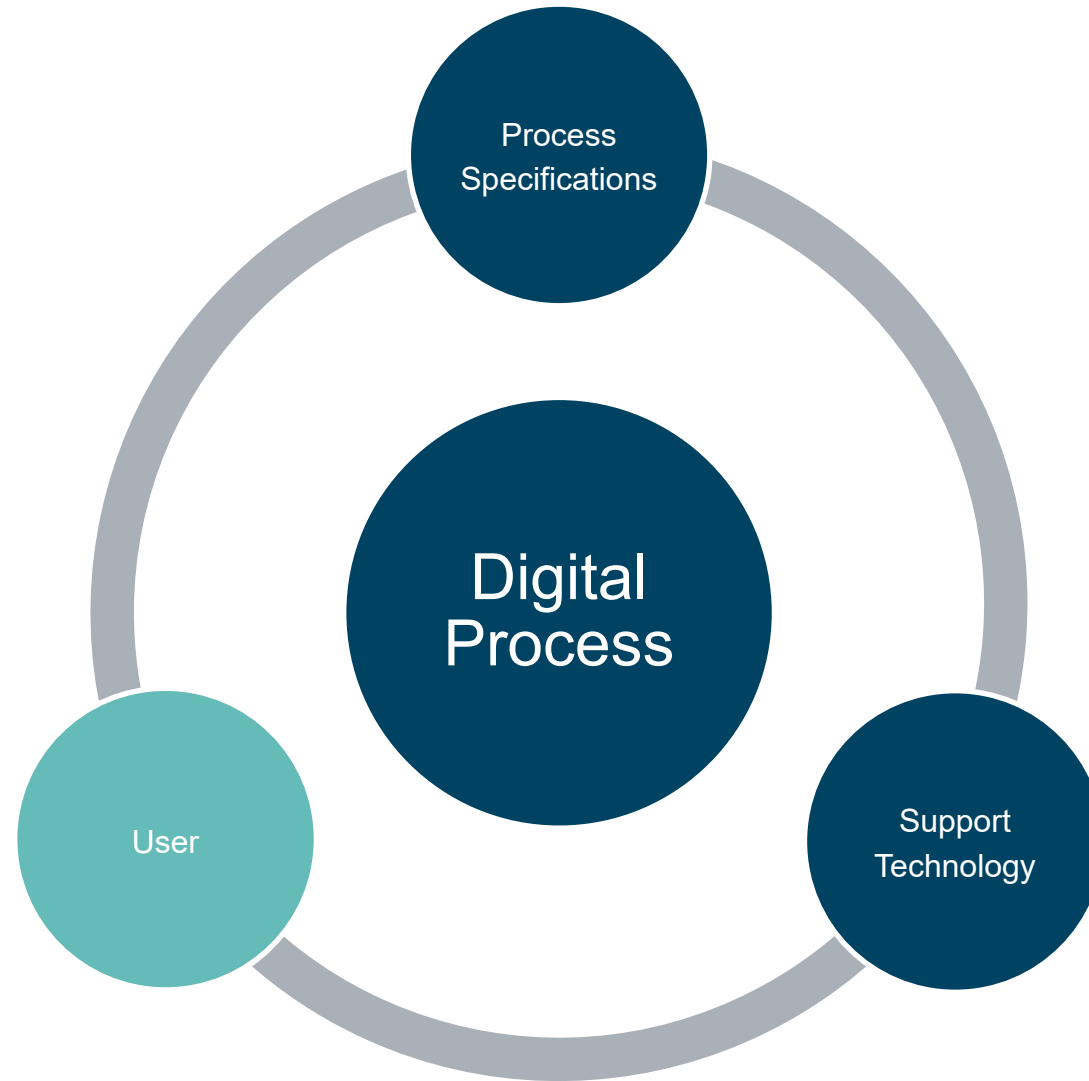 Process
Specifications
Digital
Process
User
Support
Technology